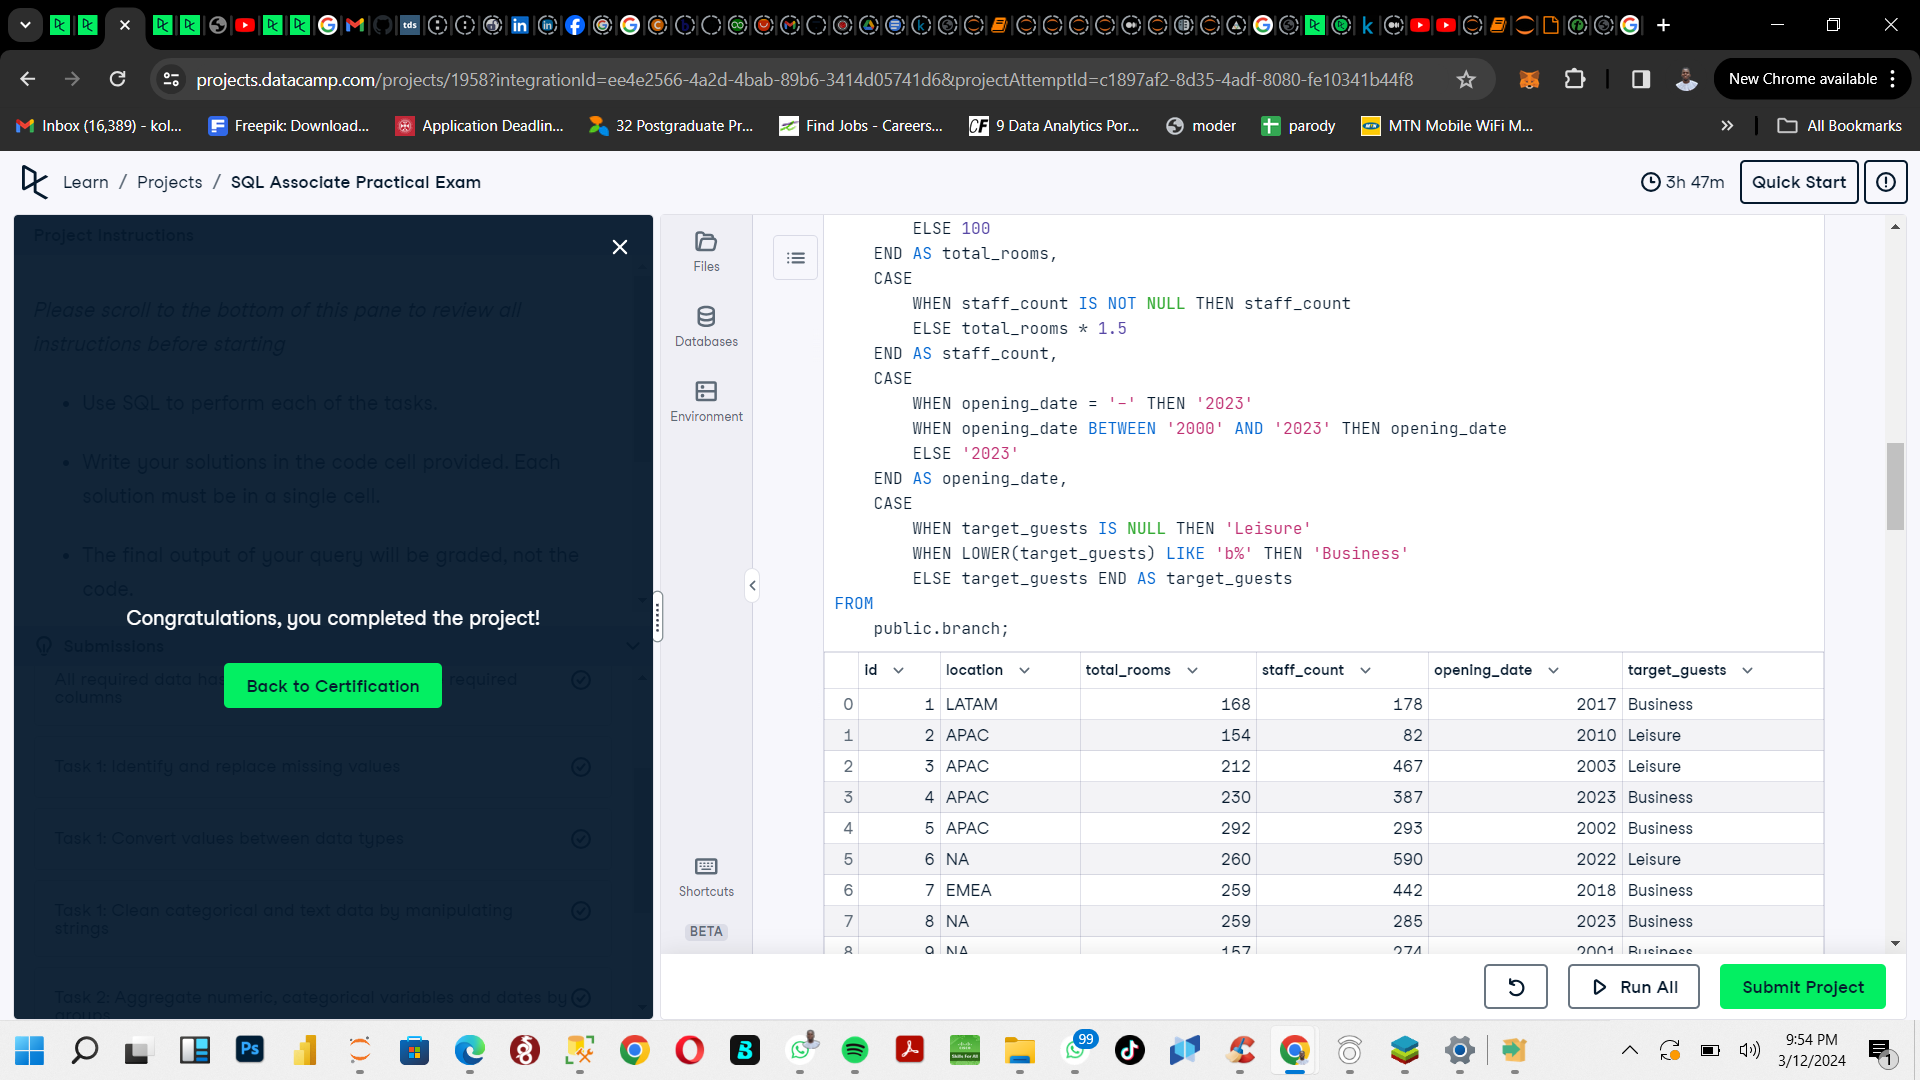 tds
projects.datacamp.com/projects/1958?integrationId=ee4e2566-4a2d-4bab-89b6-3414d05741d6&projectAttemptId=c1897af2-8d35-4adf-8080-fe10341b44f8
New Chrome available
Inbox (16,389) - kol...
Freepik: Download...
Application Deadlin...
32 Postgraduate Pr...
Find Jobs - Careers...
CF 9 Data Analytics Por...
moder
parody
MTN Mobile WiFi M...
All Bookmarks
Learn / Projects / SQL Associate Practical Exam
3h 47m
Quick Start
Project Instructions
Please scroll to the bottom of this pane to review all
instructions before starting
• Use SQL to perform each of the tasks.
• Write your solutions in the code cell provided. Each
solution must be in a single cell.
• The final output of your query will be graded, not the
code.
Congratulations, you completed the project!
Submissions
All required data has
required
columns
Back to Certification
Task 1: Identify and replace missing values
Task 1: Convert values between data types
Task 1: Clean categorical and text data by manipulating
strings
Task 2: Aggregate numeric, categorical variables and dates by
groups
Files
Databases
Environment
Shortcuts
BETA
ELSE 100
END AS total_rooms,
CASE
WHEN staff_count IS NOT NULL THEN staff_count
ELSE total_rooms * 1.5
END AS staff_count,
CASE
WHEN opening_date = '-' THEN '2023'
WHEN opening_date BETWEEN '2000' AND '2023' THEN opening_date
ELSE '2023'
END AS opening_date,
CASE
WHEN target_guests IS NULL THEN 'Leisure'
WHEN LOWER(target_guests) LIKE 'b%' THEN 'Business'
ELSE target_guests END AS target_guests
FROM
public.branch;
id location total_rooms staff_count opening_date target_guests
0 1 LATAM 168 178 2017 Business
1 2 APAC 154 82 2010 Leisure
2 3 APAC 212 467 2003 Leisure
3 4 APAC 230 387 2023 Business
4 5 APAC 292 293 2002 Business
5 6 NA 260 590 2022 Leisure
6 7 EMEA 259 442 2018 Business
7 8 NA 259 285 2023 Business
8 9 NA 157 274 2001 Business
Run All
Submit Project
Ps
99
9:54 PM
3/12/2024
1